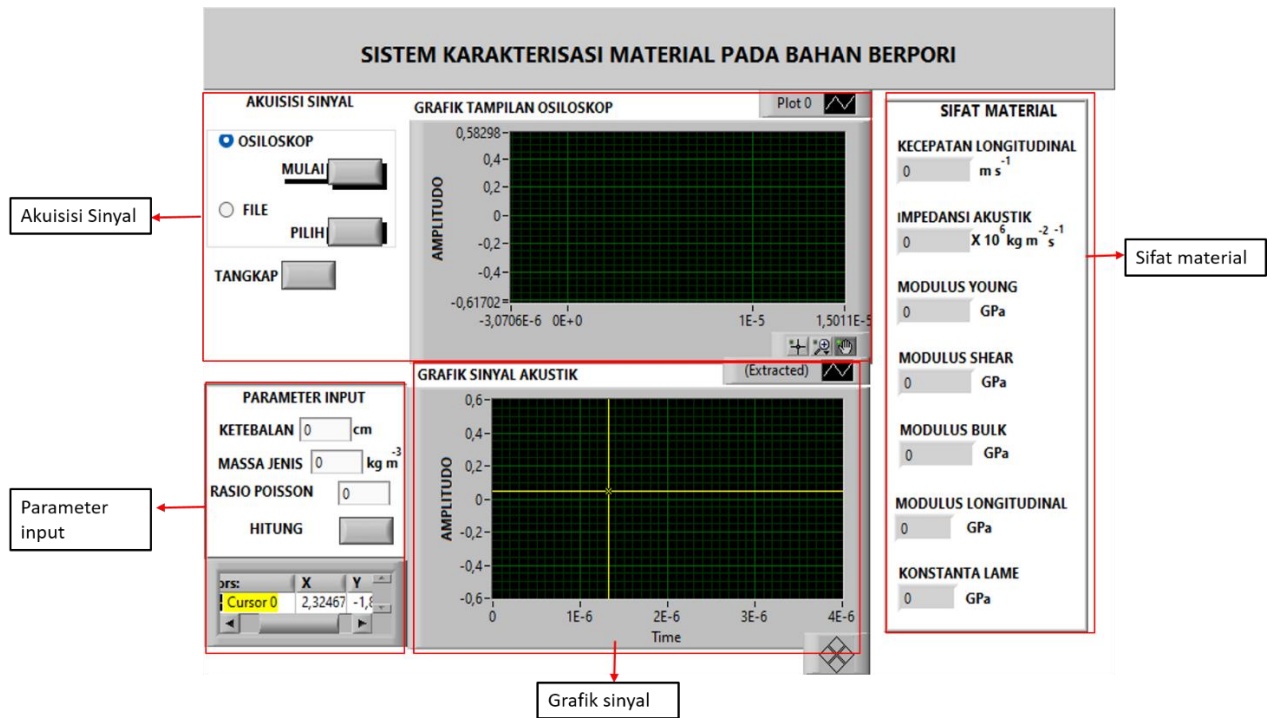 SISTEM KARAKTERISASI MATERIAL PADA BAHAN BERPORI
AKUISISI SINYAL
OSILOSKOP
MULAI
FILE
PILIH
TANGKAP
GRAFIK TAMPILAN OSILOSKOP
Plot 0
AMPLITUDO
0,58298
0,4
0,2
0
-0,2
-0,4
-0,61702
-3,0706E-6 0E+0 1E-5 1,5011E-5
Akuisisi Sinyal
PARAMETER INPUT
KETEBALAN 0 cm
MASSA JENIS 0 kg m-3
RASIO POISSON 0
HITUNG
ors: X Y
Cursor 0 2,32467 -1,8
Parameter
input
GRAFIK SINYAL AKUSTIK
(Extracted)
AMPLITUDO
0,6
0,4
0,2
0
-0,2
-0,4
-0,6
0 1E-6 2E-6 3E-6 4E-6
Time
Grafik sinyal
SIFAT MATERIAL
KECEPATAN LONGITUDINAL
0 m s-1
IMPEDANSI AKUSTIK
0 X 106 kg m-2 s-1
MODULUS YOUNG
0 GPa
MODULUS SHEAR
0 GPa
MODULUS BULK
0 GPa
MODULUS LONGITUDINAL
0 GPa
KONSTANTA LAME
0 GPa
Sifat material